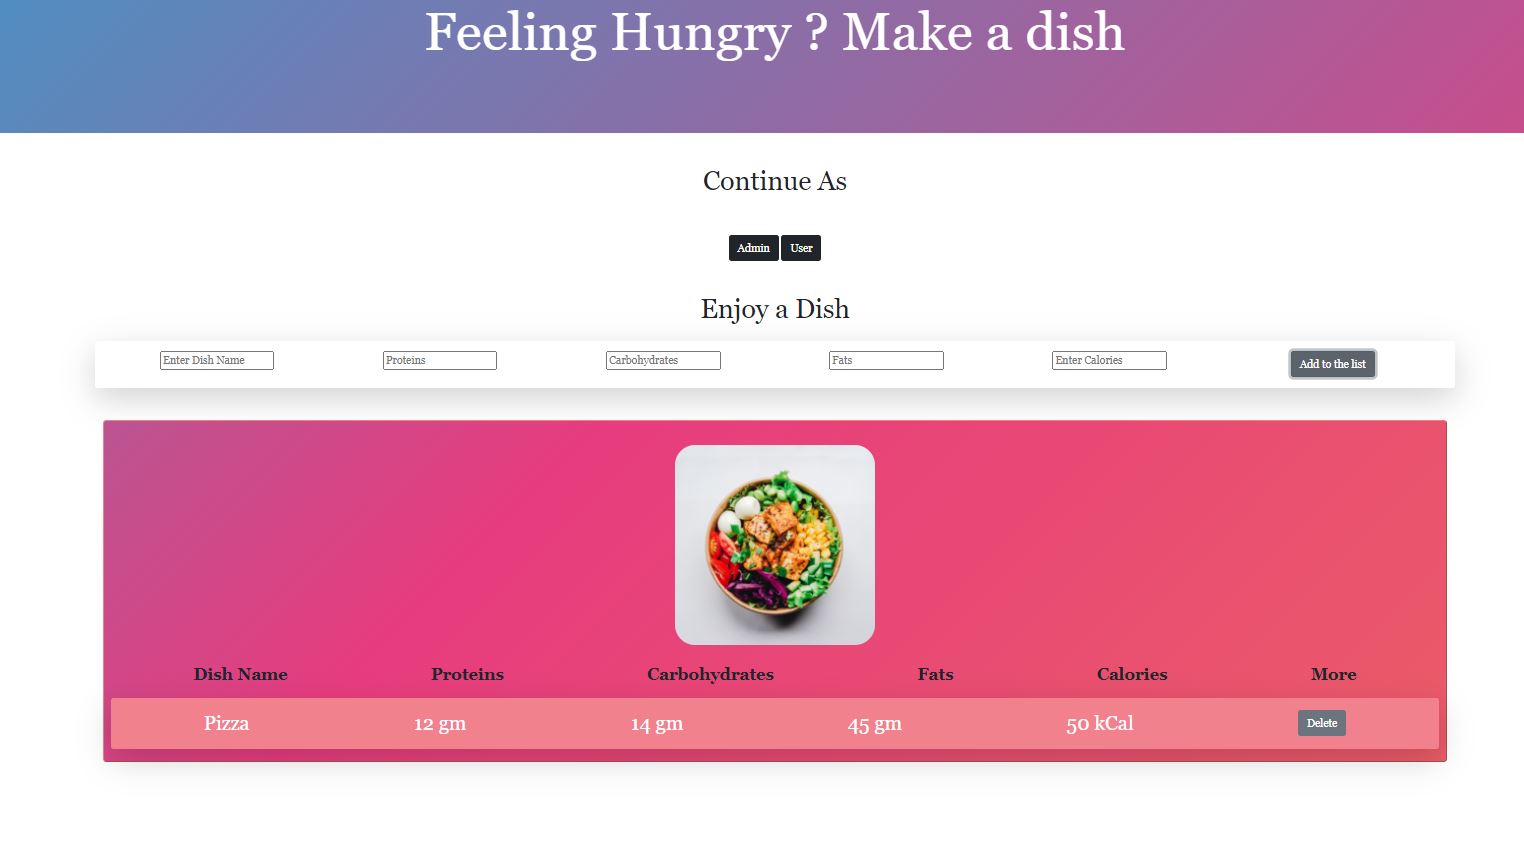 Feeling Hungry ? Make a dish
Continue As
Admin User
Enjoy a Dish
Enter Dish Name Proteins Carbohydrates Fats Enter Calories Add to the list
Dish Name Proteins Carbohydrates Fats Calories More
Pizza 12 gm 14 gm 45 gm 50 kCal Delete